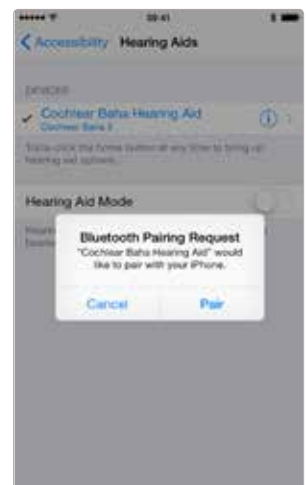 09:41
Accessibility Hearing Aids
DEVICES
Cochlear Baha Hearing Aid
Cochlear Baha 5
Triple-click the home button at any time to bring up
hearing aid options.
Hearing Aid Mode
Bluetooth Pairing Request
"Cochlear Baha Hearing Aid" would
like to pair with your iPhone.
Cancel Pair